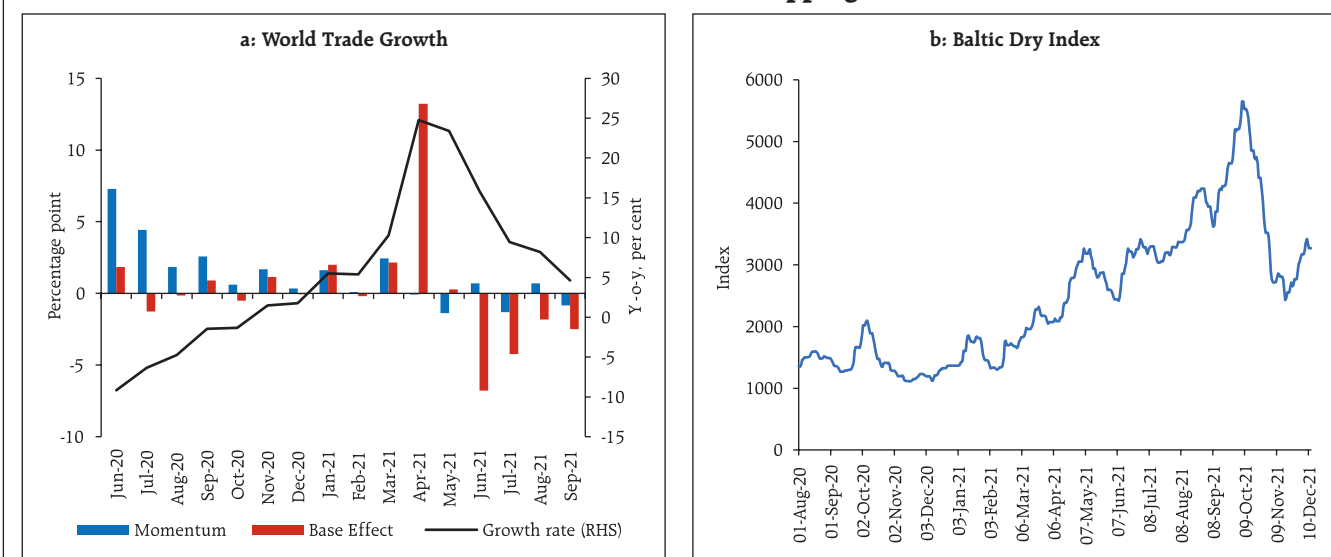 a: World Trade Growth
15
10
5
0
-5
-10
Percentage point
30
25
20
15
10
5
0
-5
-10
-15
Y-o-y, per cent
Jun-20
Jul-20
Aug-20
Sep-20
Oct-20
Nov-20
Dec-20
Jan-21
Feb-21
Mar-21
Apr-21
May-21
Jun-21
Jul-21
Aug-21
Sep-21
Momentum
Base Effect
Growth rate (RHS)
b: Baltic Dry Index
6000
5000
4000
3000
2000
1000
0
Index
01-Aug-20
01-Sep-20
02-Oct-20
02-Nov-20
03-Dec-20
03-Jan-21
03-Feb-21
06-Mar-21
06-Apr-21
07-May-21
07-Jun-21
08-Jul-21
08-Aug-21
08-Sep-21
09-Oct-21
09-Nov-21
10-Dec-21